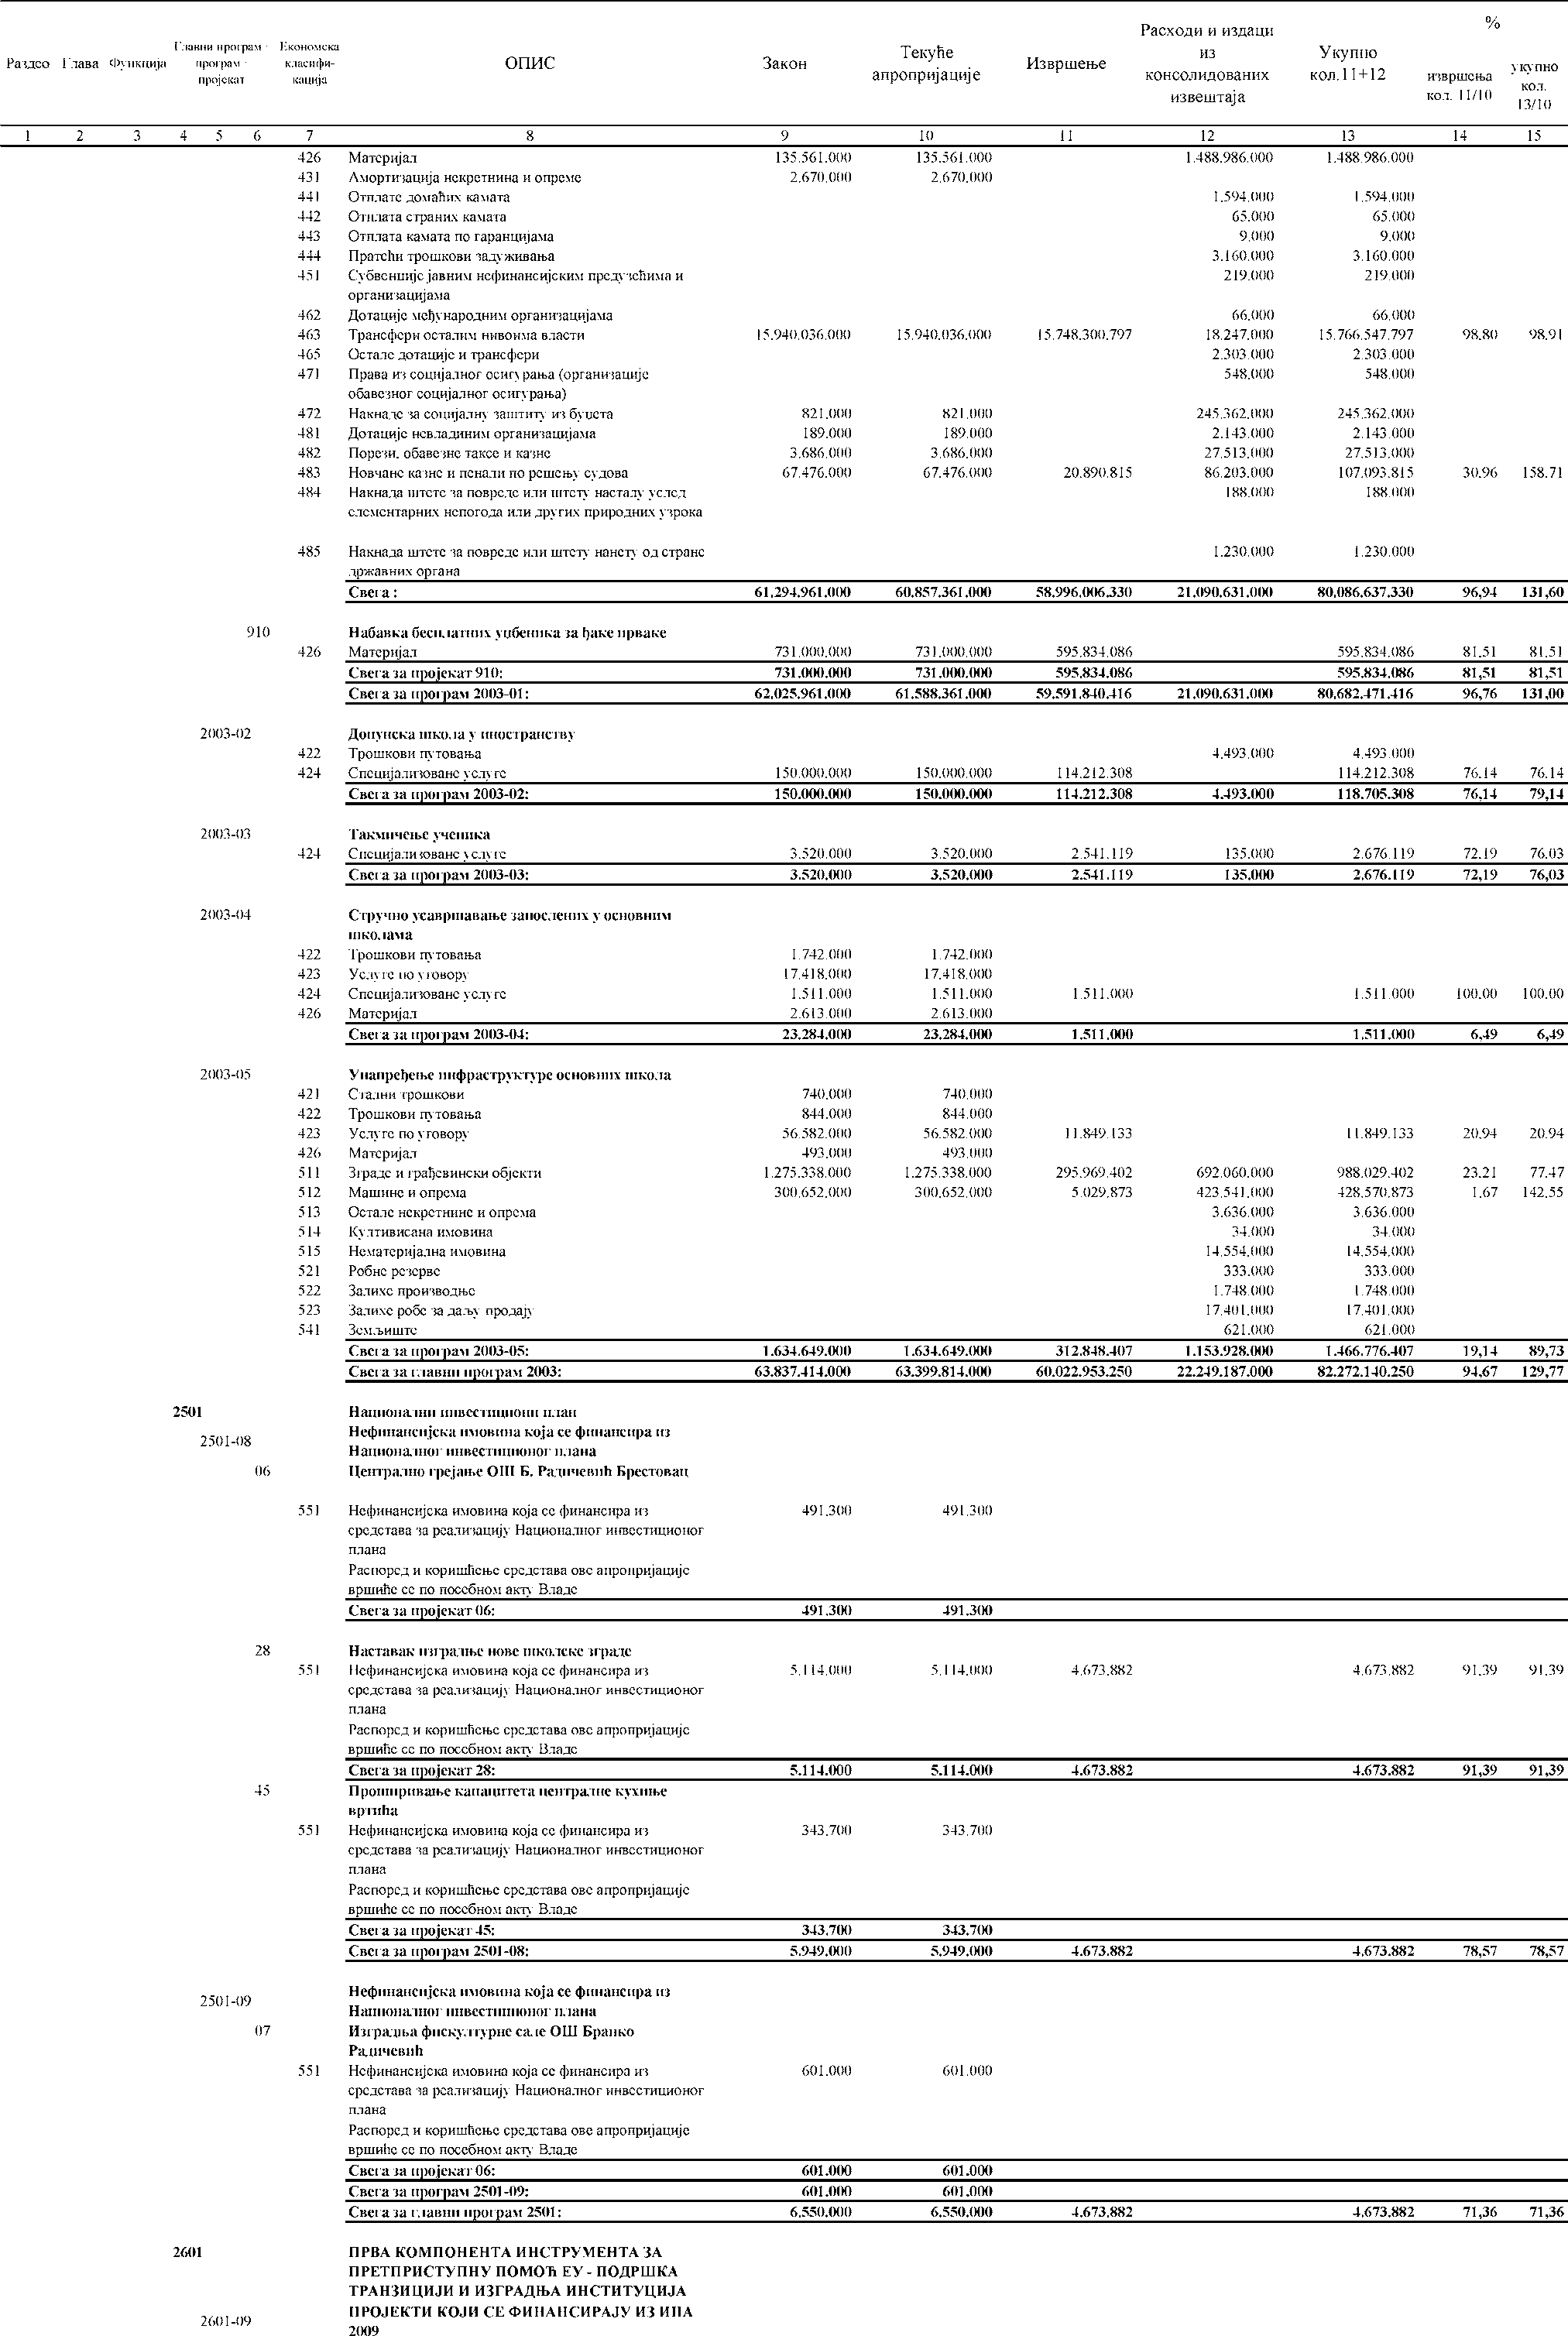 Раздео Глава Функција Главни програм - програм - пројекат Економска класифи-кација ОПИС Закон Текуће апропријације Извршење Расходи и издаци из консолидованих извештаја Укупно кол.11+12 % извршења кол. 11/10 укупно кол. 13/10
1 2 3 4 5 6 7 8 9 10 11 12 13 14 15
426 Материјал 135.561.000 135.561.000 1.488.986.000 1.488.986.000
431 Амортизација некретнина и опреме 2.670.000 2.670.000
441 Отплате домаћих камата 1.594.000 1.594.000
442 Отплата страних камата 65.000 65.000
443 Отплата камата по гаранцијама 9.000 9.000
444 Пратећи трошкови задуживања 3.160.000 3.160.000
451 Субвенције јавним нефинансијским предузећима и 219.000 219.000
организацијама
462 Дотације међународним организацијама 66.000 66.000
463 Трансфери осталим нивоима власти 15.940.036.000 15.940.036.000 15.748.300.797 18.247.000 15.766.547.797 98,80 98,91
465 Остале дотације и трансфери 2.303.000 2.303.000
471 Права из социјалног осигурања (организације 548.000 548.000
обавезног социјалног осигурања)
472 Накнаде за социјалну заштиту из буџета 821.000 821.000 245.362.000 245.362.000
481 Дотације невладиним организацијама 189.000 189.000 2.143.000 2.143.000
482 Порези, обавезне таксе и казне 3.686.000 3.686.000 27.513.000 27.513.000
483 Новчане казне и пенали по решењу судова 67.476.000 67.476.000 20.890.815 86.203.000 107.093.815 30,96 158,71
484 Накнада штете за повреде или штету насталу услед 188.000 188.000
елементарних непогода или других природних узрока
485 Накнада штете за повреде или штету нанету од стране 1.230.000 1.230.000
државних органа
Свега : 61.294.961.000 60.857.361.000 58.996.006.330 21.090.631.000 80.086.637.330 96,94 131,60
910 Набавка бесплатних уџбеника за ђаке прваке
426 Материјал 731.000.000 731.000.000 595.834.086 595.834.086 81,51 81,51
Свега за пројекат 910: 731.000.000 731.000.000 595.834.086 595.834.086 81,51 81,51
Свега за програм 2003-01: 62.025.961.000 61.588.361.000 59.591.840.416 21.090.631.000 80.682.471.416 96,76 131,00
2003-02 Допунска школа у иностранству
422 Трошкови путовања 4.493.000 4.493.000
424 Специјализоване услуге 150.000.000 150.000.000 114.212.308 114.212.308 76,14 76,14
Свега за програм 2003-02: 150.000.000 150.000.000 114.212.308 4.493.000 118.705.308 76,14 79,14
2003-03 Такмичење ученика
424 Специјализоване услуге 3.520.000 3.520.000 2.541.119 135.000 2.676.119 72,19 76,03
Свега за програм 2003-03: 3.520.000 3.520.000 2.541.119 135.000 2.676.119 72,19 76,03
2003-04 Стручно усавршавање запослених у основним
школама
422 Трошкови путовања 1.742.000 1.742.000
423 Услуге по уговору 17.418.000 17.418.000
424 Специјализоване услуге 1.511.000 1.511.000 1.511.000 1.511.000 100,00 100,00
426 Материјал 2.613.000 2.613.000
Свега за програм 2003-04: 23.284.000 23.284.000 1.511.000 1.511.000 6,49 6,49
2003-05 Унапређење инфраструктуре основних школа
421 Стални трошкови 740.000 740.000
422 Трошкови путовања 844.000 844.000
423 Услуге по уговору 56.582.000 56.582.000 11.849.133 11.849.133 20,94 20,94
426 Материјал 493.000 493.000
511 Зграде и грађевински објекти 1.275.338.000 1.275.338.000 295.969.402 692.060.000 988.029.402 23,21 77,47
512 Машине и опрема 300.652.000 300.652.000 5.029.873 423.541.000 428.570.873 1,67 142,55
513 Остале некретнине и опрема 3.636.000 3.636.000
514 Култивисана имовина 34.000 34.000
515 Нематеријална имовина 14.554.000 14.554.000
521 Робне резерве 333.000 333.000
522 Залихе производње 1.748.000 1.748.000
523 Залихе робе за даљу продају 17.401.000 17.401.000
541 Земљиште 621.000 621.000
Свега за програм 2003-05: 1.634.649.000 1.634.649.000 312.848.407 1.153.928.000 1.466.776.407 19,14 89,73
Свега за главни програм 2003: 63.837.414.000 63.399.814.000 60.022.953.250 22.249.187.000 82.272.140.250 94,67 129,77
2501 Национални инвестициони план
2501-08 Нефинансијска имовина која се финансира из
Националног инвестиционог плана
06 Централно грејање ОШ Б. Радичевић Брестовац
551 Нефинансијска имовина која се финансира из 491.300 491.300
средстава за реализацију Националног инвестиционог
плана
Распоред и коришћење средстава ове апропријације
вршиће се по посебном акту Владе
Свега за пројекат 06: 491.300 491.300
28 Наставак изградње нове школске зграде
551 Нефинансијска имовина која се финансира из 5.114.000 5.114.000 4.673.882 4.673.882 91,39 91,39
средстава за реализацију Националног инвестиционог
плана
Распоред и коришћење средстава ове апропријације
вршиће се по посебном акту Владе
Свега за пројекат 28: 5.114.000 5.114.000 4.673.882 4.673.882 91,39 91,39
45 Проширивање капацитета централне кухиње
вртића
551 Нефинансијска имовина која се финансира из 343.700 343.700
средстава за реализацију Националног инвестиционог
плана
Распоред и коришћење средстава ове апропријације
вршиће се по посебном акту Владе
Свега за пројекат 45: 343.700 343.700
Свега за програм 2501-08: 5.949.000 5.949.000 4.673.882 4.673.882 78,57 78,57
2501-09 Нефинансијска имовина која се финансира из
Националног инвестиционог плана
07 Изградња фискултурне сале ОШ Бранко
Радичевић
551 Нефинансијска имовина која се финансира из 601.000 601.000
средстава за реализацију Националног инвестиционог
плана
Распоред и коришћење средстава ове апропријације
вршиће се по посебном акту Владе
Свега за пројекат 06: 601.000 601.000
Свега за програм 2501-09: 601.000 601.000
Свега за главни програм 2501: 6.550.000 6.550.000 4.673.882 4.673.882 71,36 71,36
2601 ПРВА КОМПОНЕНТА ИНСТРУМЕНТА ЗА
ПРЕТПРИСТУПНУ ПОМОЋ ЕУ - ПОДРШКА
ТРАНЗИЦИЈИ И ИЗГРАДЊА ИНСТИТУЦИЈА
2601-09 ПРОЈЕКТИ КОЈИ СЕ ФИНАНСИРАЈУ ИЗ ИПА
2009